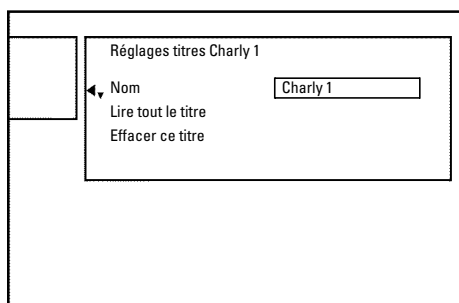 Réglages titres Charly 1
Nom Charly 1
Lire tout le titre
Effacer ce titre